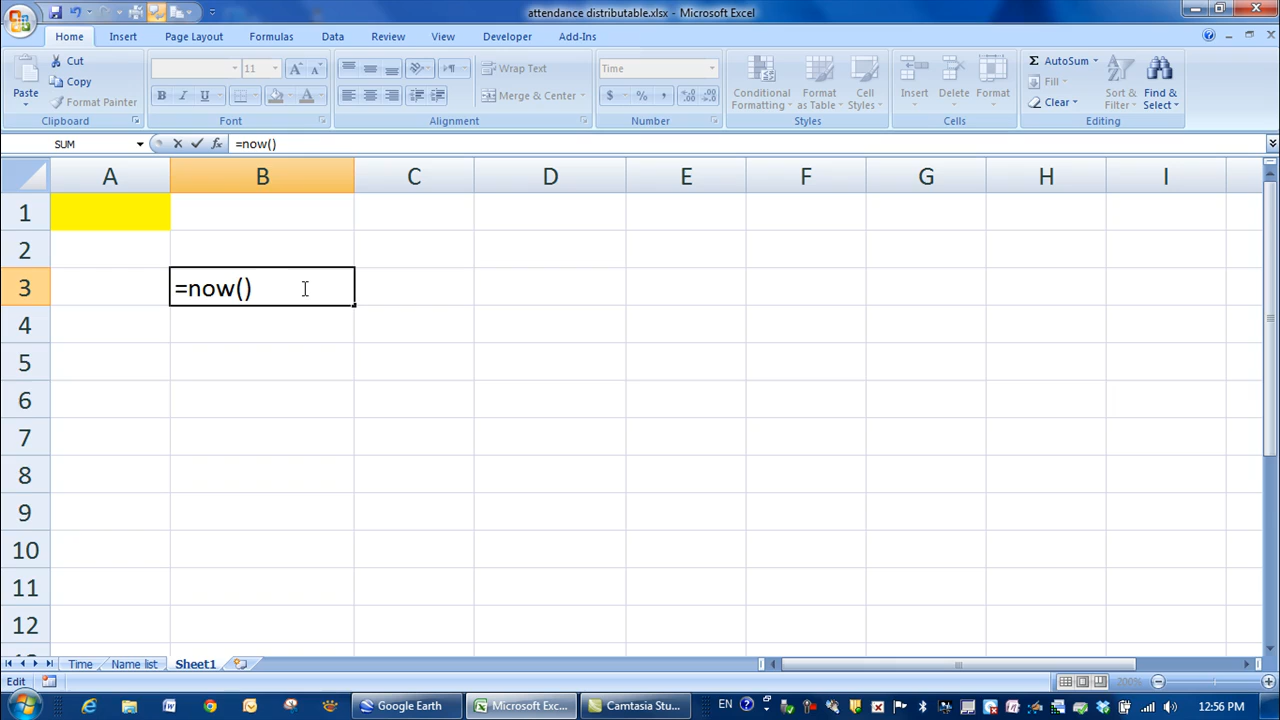 attendance distributable.xlsx - Microsoft Excel
Home Insert Page Layout Formulas Data Review View Developer Add-Ins
Paste
Cut
Copy
Format Painter
Clipboard
11
Font
Wrap Text
Merge & Center
Alignment
Time
$ % ,
Number
Conditional Formatting
Format as Table
Cell Styles
Styles
Insert Delete Format
Cells
Σ AutoSum
Fill
Clear
Sort & Filter
Find & Select
Editing
SUM =now()
A B C D E F G H I
1
2
3 =now()
4
5
6
7
8
9
10
11
12
Time Name list Sheet1
Edit 200%
Google Earth Microsoft Exc... Camtasia Stu... EN 12:56 PM